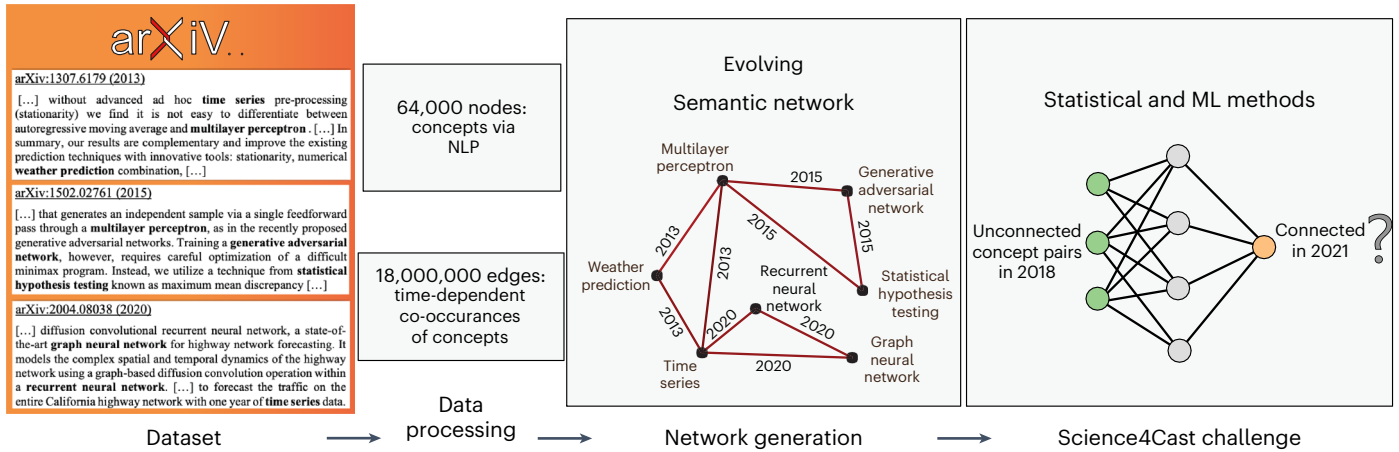 arXiv..
arXiv:1307.6179 (2013)
[…] without advanced ad hoc time series pre-processing
(stationarity) we find it is not easy to differentiate between
autoregressive moving average and multilayer perceptron . […] In
summary, our results are complementary and improve the existing
prediction techniques with innovative tools: stationarity, numerical
weather prediction combination, […]
arXiv:1502.02761 (2015)
[…] that generates an independent sample via a single feedforward
pass through a multilayer perceptron, as in the recently proposed
generative adversarial networks. Training a generative adversarial
network, however, requires careful optimization of a difficult
minimax program. Instead, we utilize a technique from statistical
hypothesis testing known as maximum mean discrepancy […]
arXiv:2004.08038 (2020)
[…] diffusion convolutional recurrent neural network, a state-of-
the-art graph neural network for highway network forecasting. It
models the complex spatial and temporal dynamics of the highway
network using a graph-based diffusion convolution operation within
a recurrent neural network. […] to forecast the traffic on the
entire California highway network with one year of time series data.
Dataset
64,000 nodes:
concepts via
NLP
18,000,000 edges:
time-dependent
co-occurances
of concepts
Data
processing
Evolving
Semantic network
Multilayer
perceptron
Generative
adversarial
network
2015
2013
2013
2015
2015
Weather
prediction
Recurrent
neural
network
Statistical
hypothesis
testing
2013
2020
2020
2020
Time
series
Graph
neural
network
Network generation
Statistical and ML methods
Unconnected
concept pairs
in 2018
Connected
in 2021
?
Science4Cast challenge